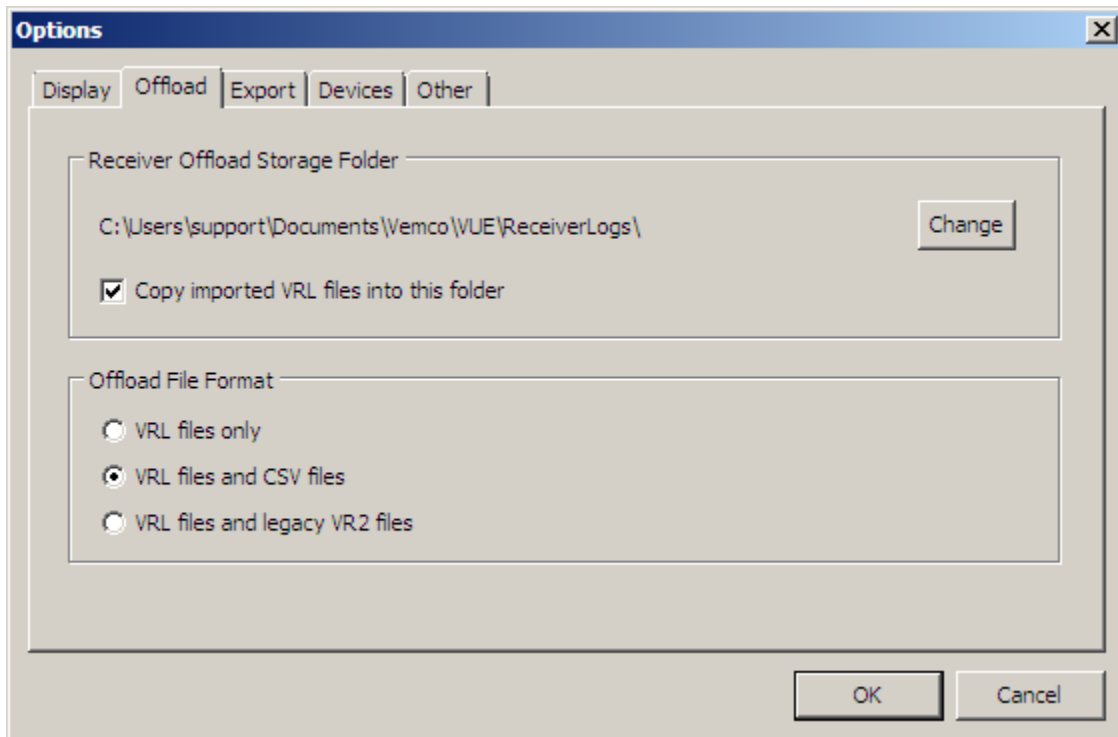 Options
Display Offload Export Devices Other
Receiver Offload Storage Folder
C:\Users\support\Documents\Vemco\VUE\ReceiverLogs\ Change
Copy imported VRL files into this folder
Offload File Format
VRL files only
VRL files and CSV files
VRL files and legacy VR2 files
OK Cancel